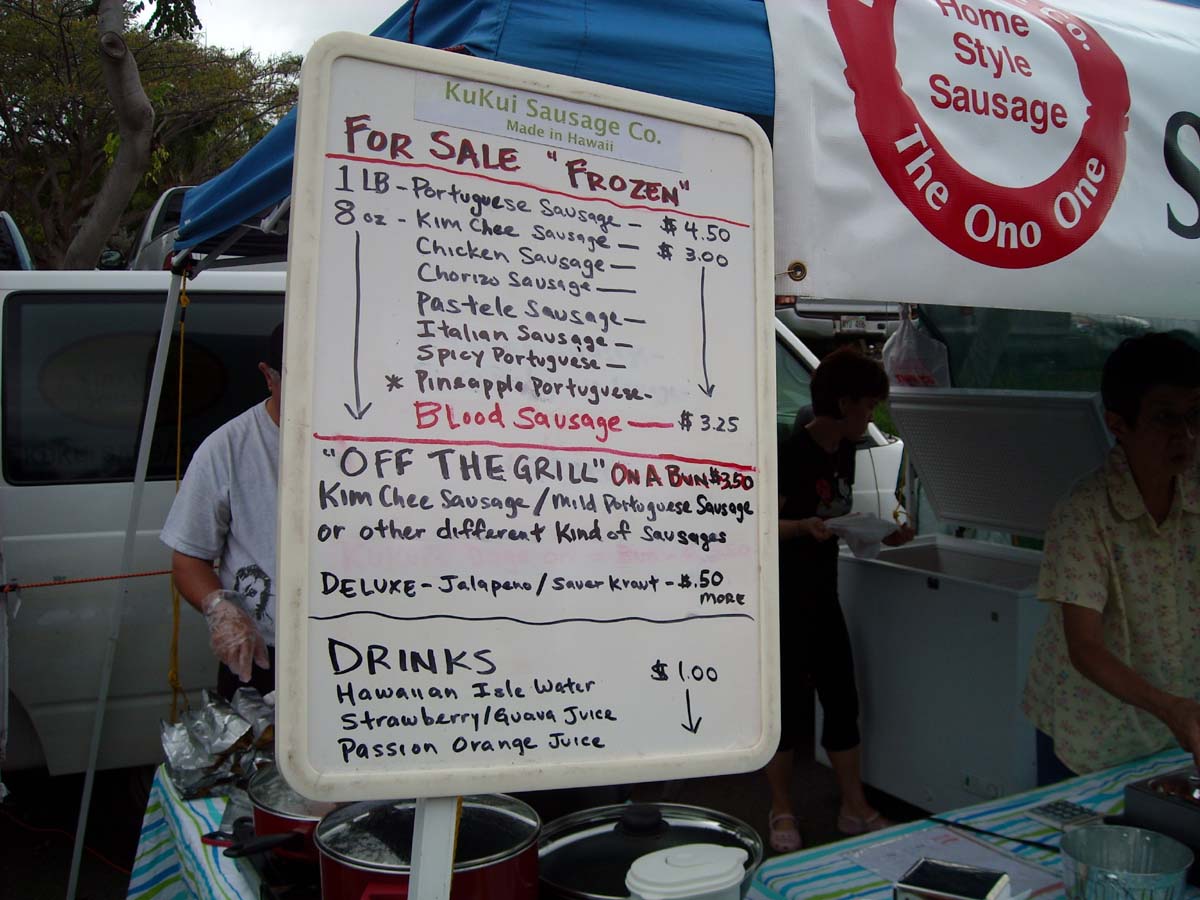 KuKui Sausage Co.
Made in Hawaii
FOR SALE "FROZEN"
1 LB - Portuguese Sausage — $4.50
8 oz - Kim Chee Sausage — $3.00
Chicken Sausage —
Chorizo Sausage —
Pastele Sausage —
Italian Sausage —
Spicy Portuguese —
* Pineapple Portuguese -
Blood Sausage — $3.25
"OFF THE GRILL" ON A BUN $3.50
Kim Chee Sausage / Mild Portuguese Sausage
or other different Kind of Sausages
DELUXE - Jalapeno / Sauer Kraut - $.50
MORE
DRINKS
Hawaiian Isle Water $1.00
Strawberry/Guava Juice
Passion Orange Juice
Co.
Home
Style
Sausage
The Ono One